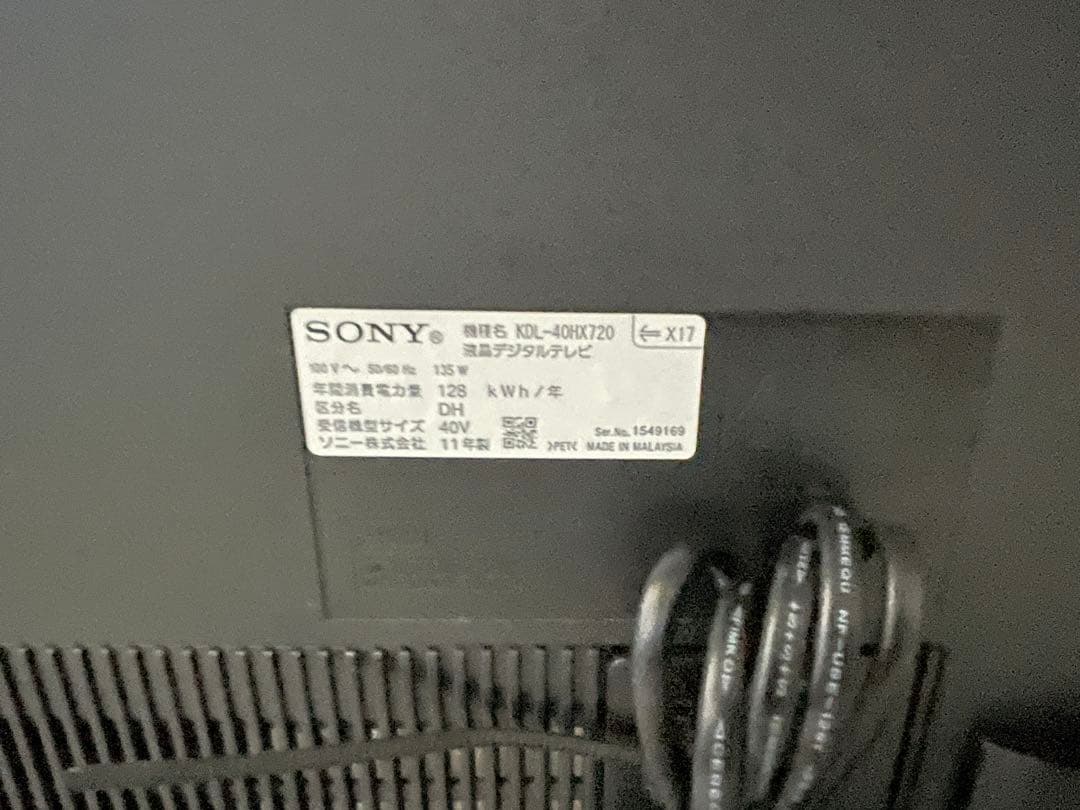 SONY®
機種名 KDL-40HX720
液晶デジタルテレビ
X17
100V～ 50/60Hz 135W
年間消費電力量 128 kWh/年
区分名 DH
受信機型サイズ 40V
ソニー株式会社 11年製
Ser.No. 1549169
>PET< MADE IN MALAYSIA